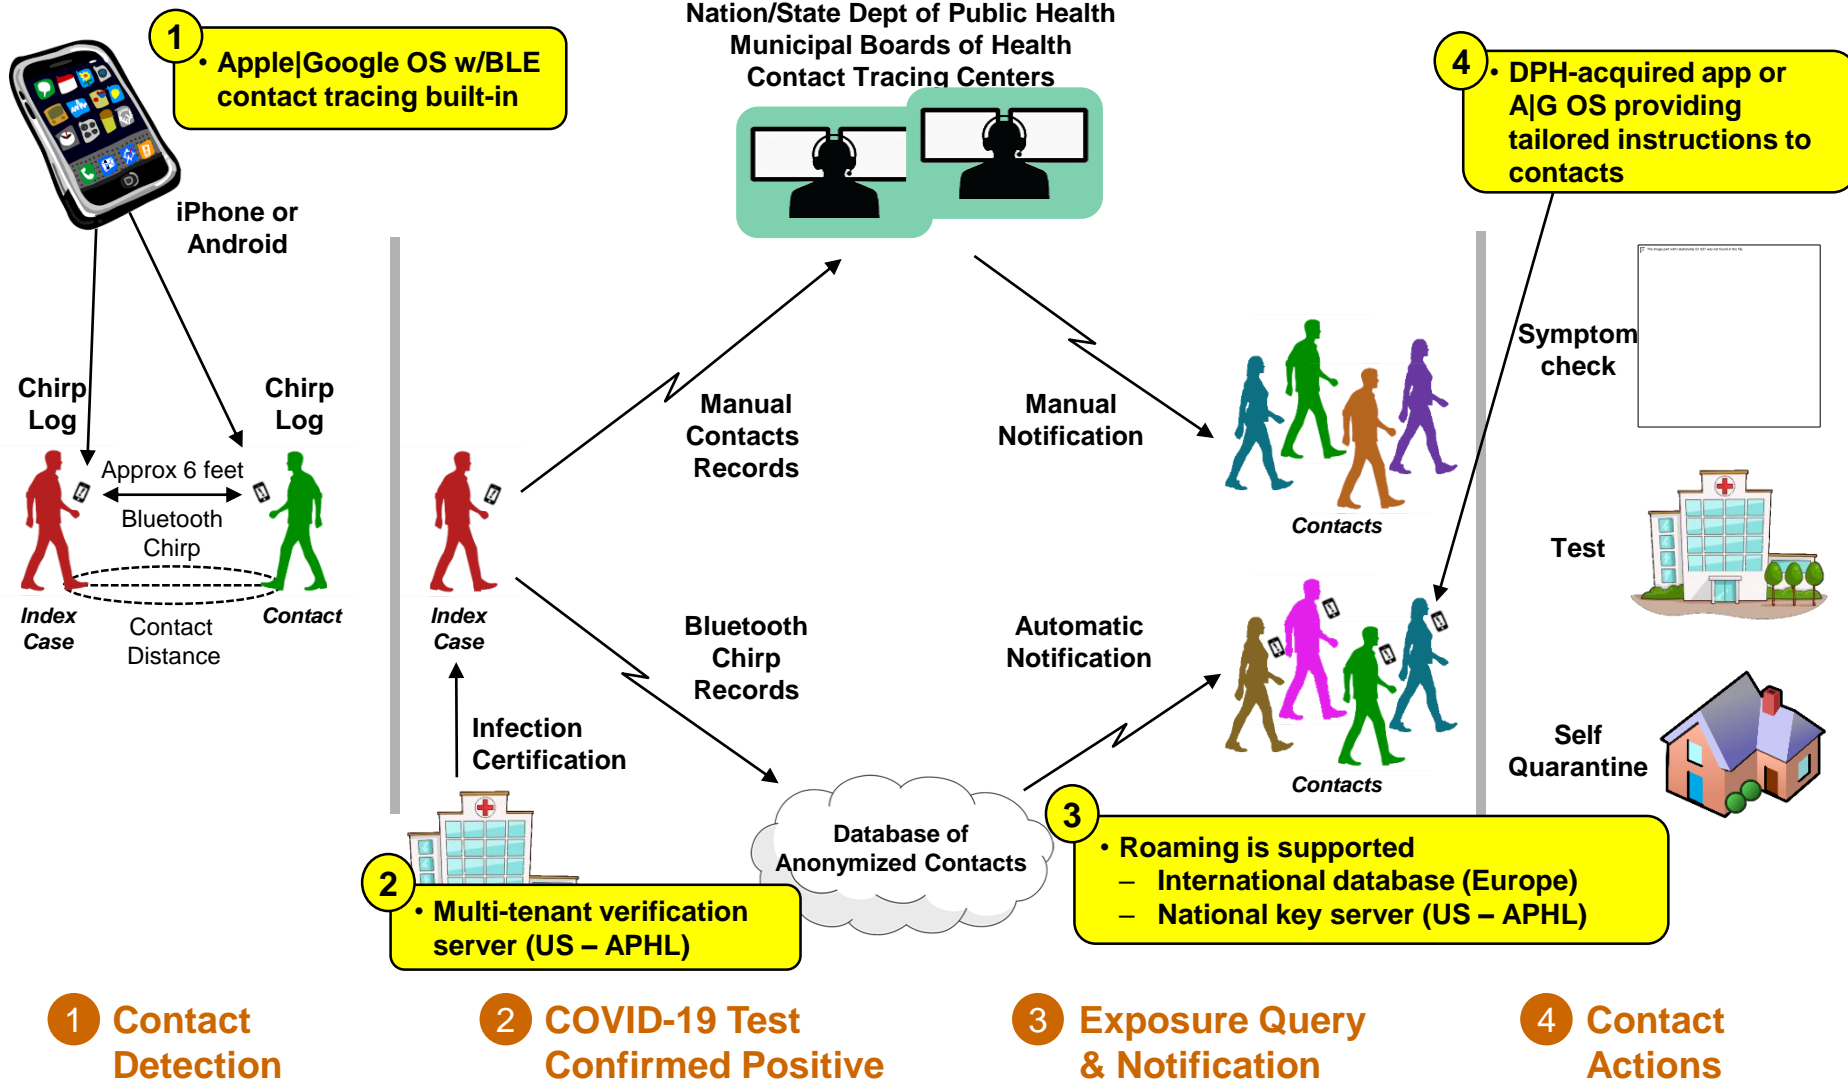 Nation/State Dept of Public Health
Municipal Boards of Health
Contact Tracing Centers
1
• Apple|Google OS w/BLE
contact tracing built-in
4
• DPH-acquired app or
A|G OS providing
tailored instructions to
contacts
iPhone or
Android
Chirp
Log
Chirp
Log
Approx 6 feet
Bluetooth
Chirp
Index
Case
Contact
Contact
Distance
Index
Case
Manual
Contacts
Records
Manual
Notification
Contacts
Bluetooth
Chirp
Records
Automatic
Notification
Contacts
Infection
Certification
Database of
Anonymized Contacts
2
• Multi-tenant verification
server (US – APHL)
3
• Roaming is supported
– International database (Europe)
– National key server (US – APHL)
Symptom
check
Test
Self
Quarantine
1 Contact
Detection
2 COVID-19 Test
Confirmed Positive
3 Exposure Query
& Notification
4 Contact
Actions